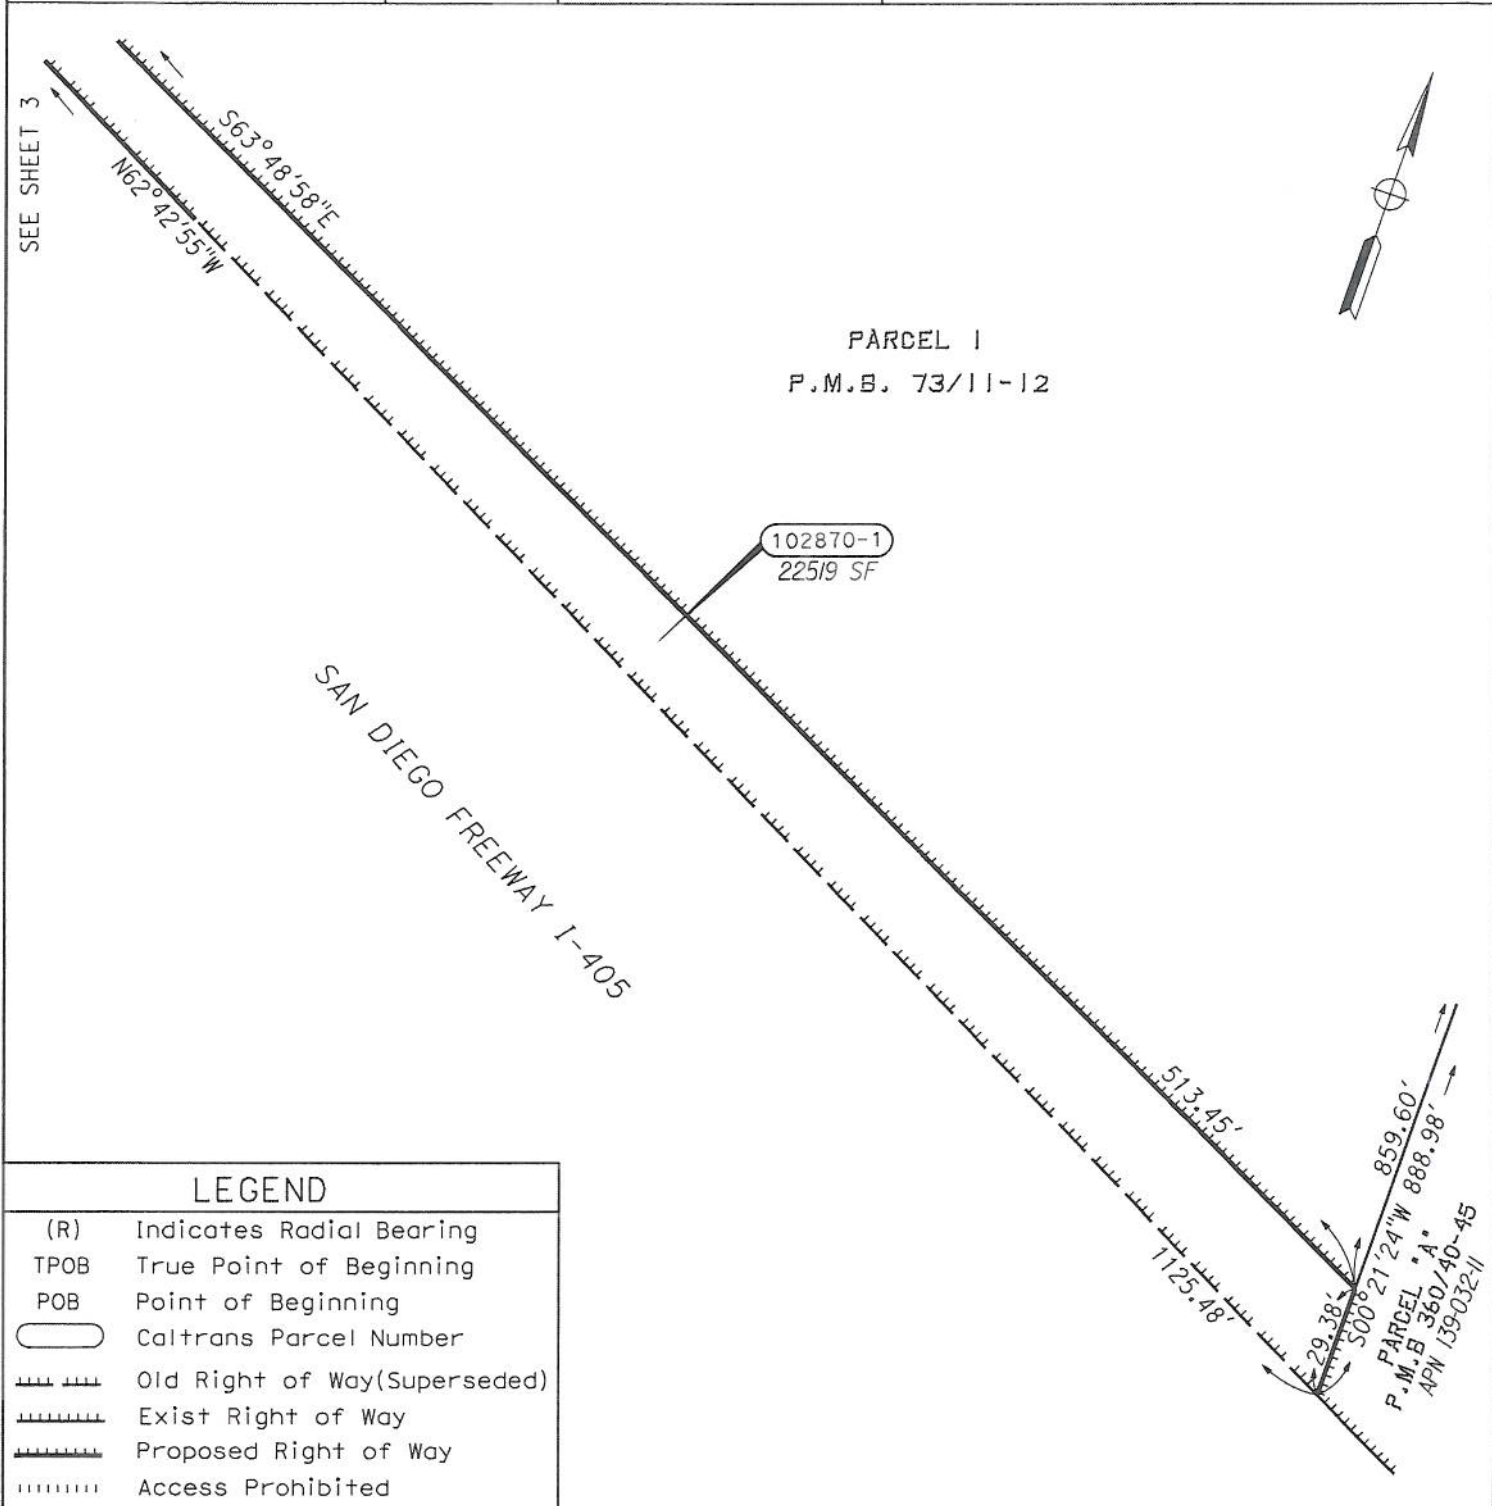 SEE SHEET 3
S63°48'58"E
N62°42'55"W
PARCEL 1
P.M.B. 73/11-12
102870-1
22519 SF
SAN DIEGO FREEWAY I-405
513.45'
1125.48'
859.60'
S00°21'24"W 888.98'
29.38'
PARCEL "A"
P.M.B 360/40-45
APN 139-032-11
LEGEND
(R) Indicates Radial Bearing
TPOB True Point of Beginning
POB Point of Beginning
Caltrans Parcel Number
Old Right of Way(Superseded)
Exist Right of Way
Proposed Right of Way
Access Prohibited